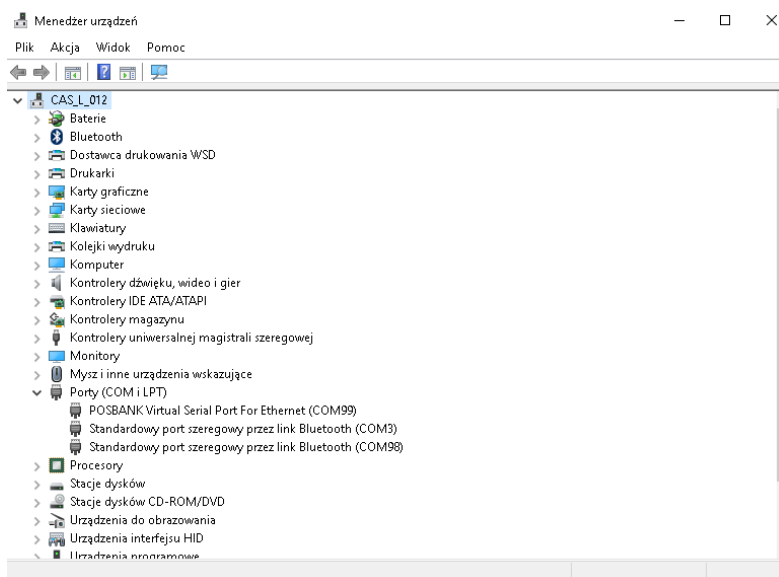 Menedżer urządzeń
Plik Akcja Widok Pomoc
CAS_L_012
Baterie
Bluetooth
Dostawca drukowania WSD
Drukarki
Karty graficzne
Karty sieciowe
Klawiatury
Kolejki wydruku
Komputer
Kontrolery dźwięku, wideo i gier
Kontrolery IDE ATA/ATAPI
Kontrolery magazynu
Kontrolery uniwersalnej magistrali szeregowej
Monitory
Mysz i inne urządzenia wskazujące
Porty (COM i LPT)
POSBANK Virtual Serial Port For Ethernet (COM99)
Standardowy port szeregowy przez link Bluetooth (COM3)
Standardowy port szeregowy przez link Bluetooth (COM98)
Procesory
Stacje dysków
Stacje dysków CD-ROM/DVD
Urządzenia do obrazowania
Urządzenia interfejsu HID
Urządzenia programowe